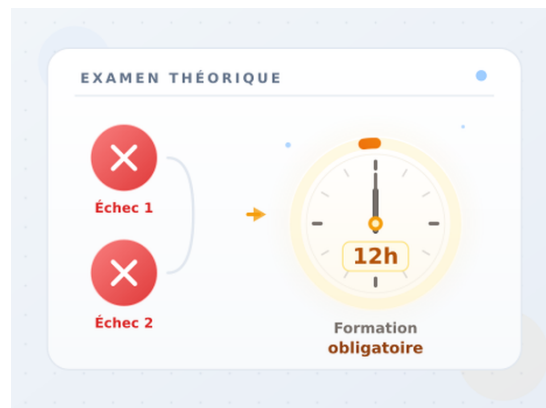 EXAMEN THÉORIQUE
Échec 1
Échec 2
12h
Formation
obligatoire